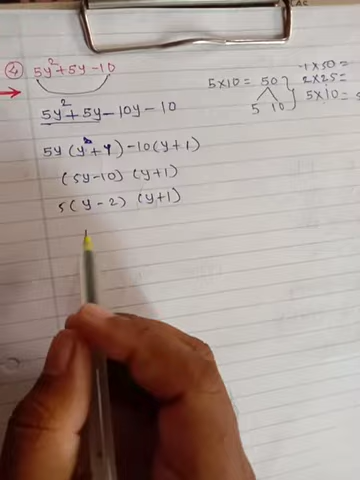 ④ 5y² + 5y - 10
5 × 10 = 50
5 10
-1 × 50 =
2 × 25 =
5 × 10 =
5y² + 5y - 10y - 10
5y (y + y) - 10 (y + 1)
(5y - 10) (y + 1)
5 (y - 2) (y + 1)